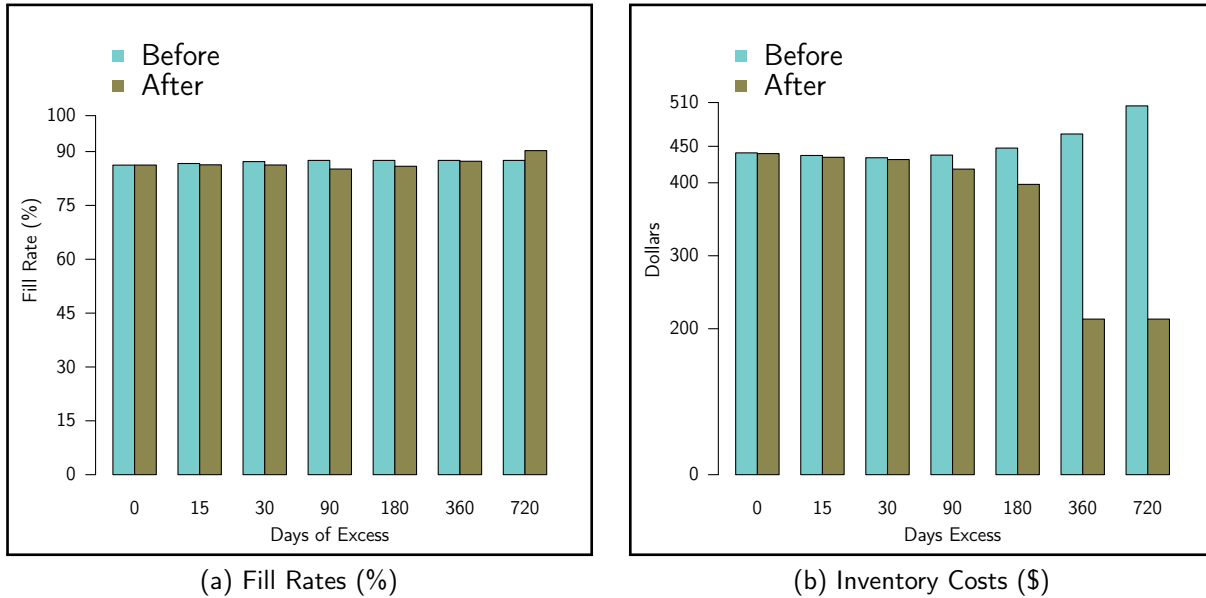 Before
After
100
90
75
60
45
30
15
0
Fill Rate (%)
0 15 30 90 180 360 720
Days of Excess
(a) Fill Rates (%)
Before
After
510
450
400
300
200
0
Dollars
0 15 30 90 180 360 720
Days Excess
(b) Inventory Costs ($)